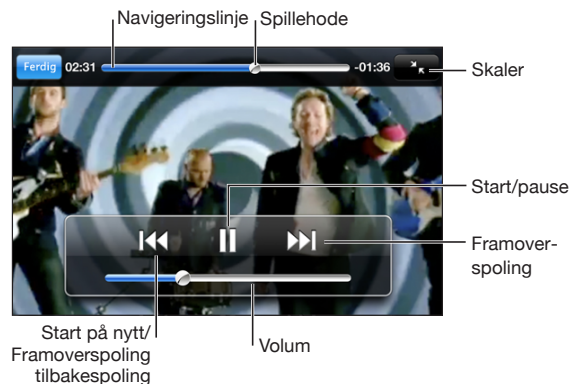 Navigeringslinje
Spillehode
Ferdig
02:31
-01:36
Skaler
Start/pause
Framover-
spoling
Start på nytt/
Framoverspoling
tilbakespoling
Volum